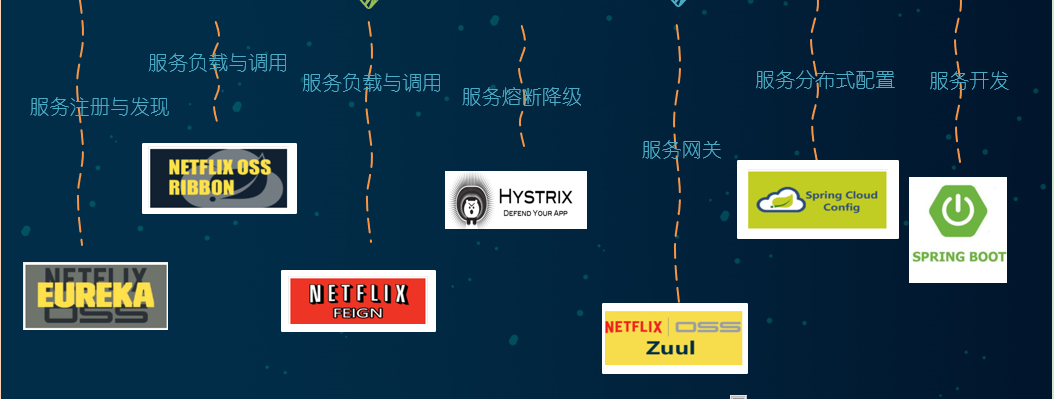 服务注册与发现
NETFLIX
EUREKA
OSS
服务负载与调用
NETFLIX OSS
RIBBON
服务负载与调用
NETFLIX
FEIGN
服务熔断降级
HYSTRIX
DEFEND YOUR APP
服务网关
NETFLIX OSS
Zuul
服务分布式配置
Spring Cloud
Config
服务开发
SPRING BOOT